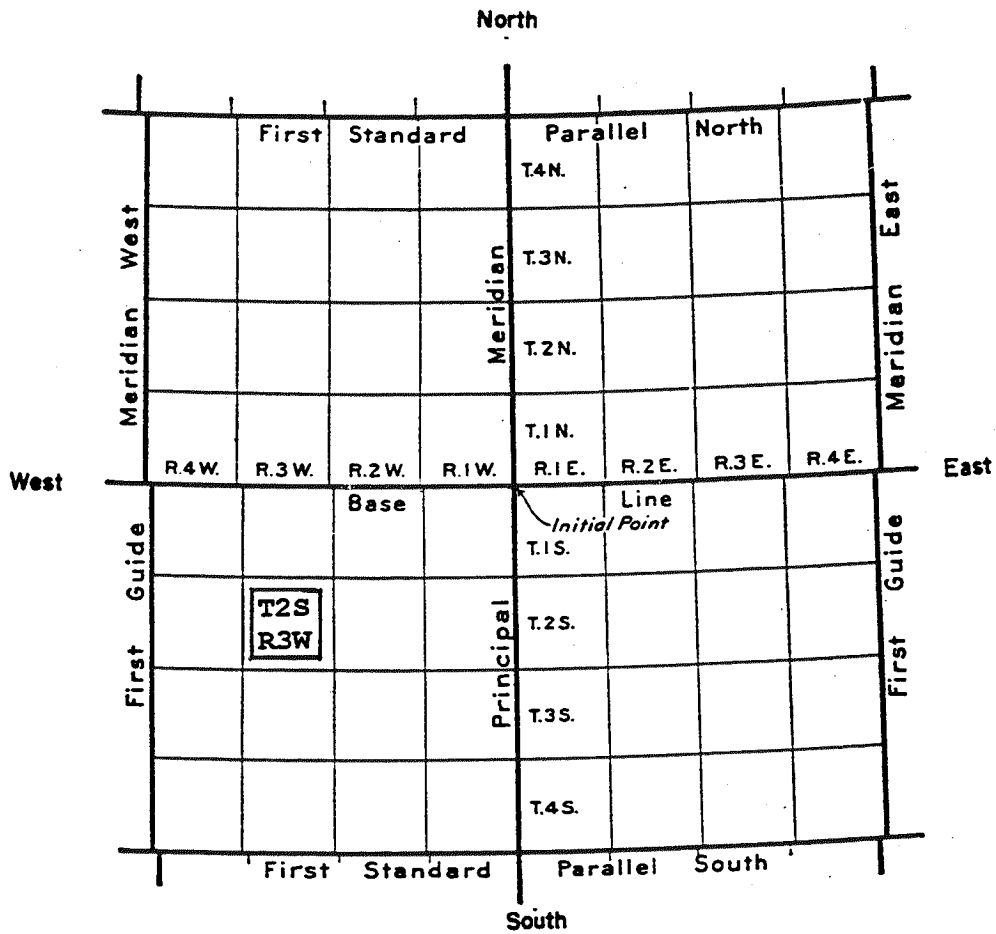 North
First Standard Parallel North
T.4N.
T.3N.
T.2N.
T.1N.
Meridian West
Meridian
Meridian East
R.4W. R.3W. R.2W. R.1W. R.1E. R.2E. R.3E. R.4E.
West
East
Base Line
Initial Point
T.1S.
First Guide
T2S
R3W
Principal
T.2S.
First Guide
T.3S.
T.4S.
First Standard Parallel South
South